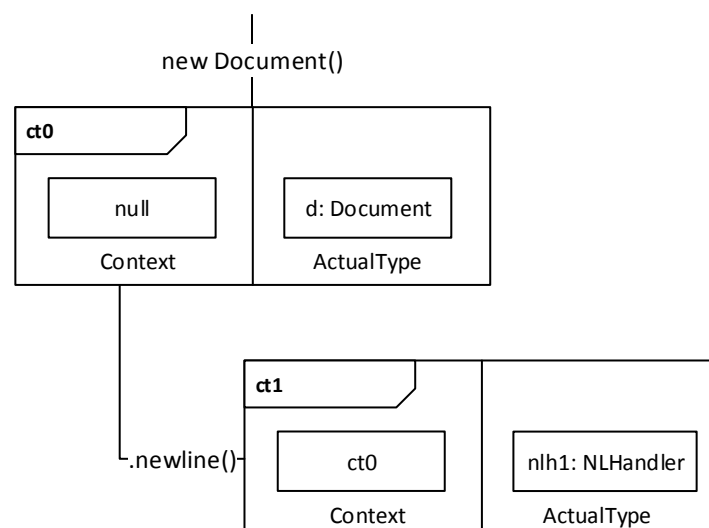 new Document()
ct0
null
d: Document
Context
ActualType
ct1
.newline()
ct0
nlh1: NLHandler
Context
ActualType